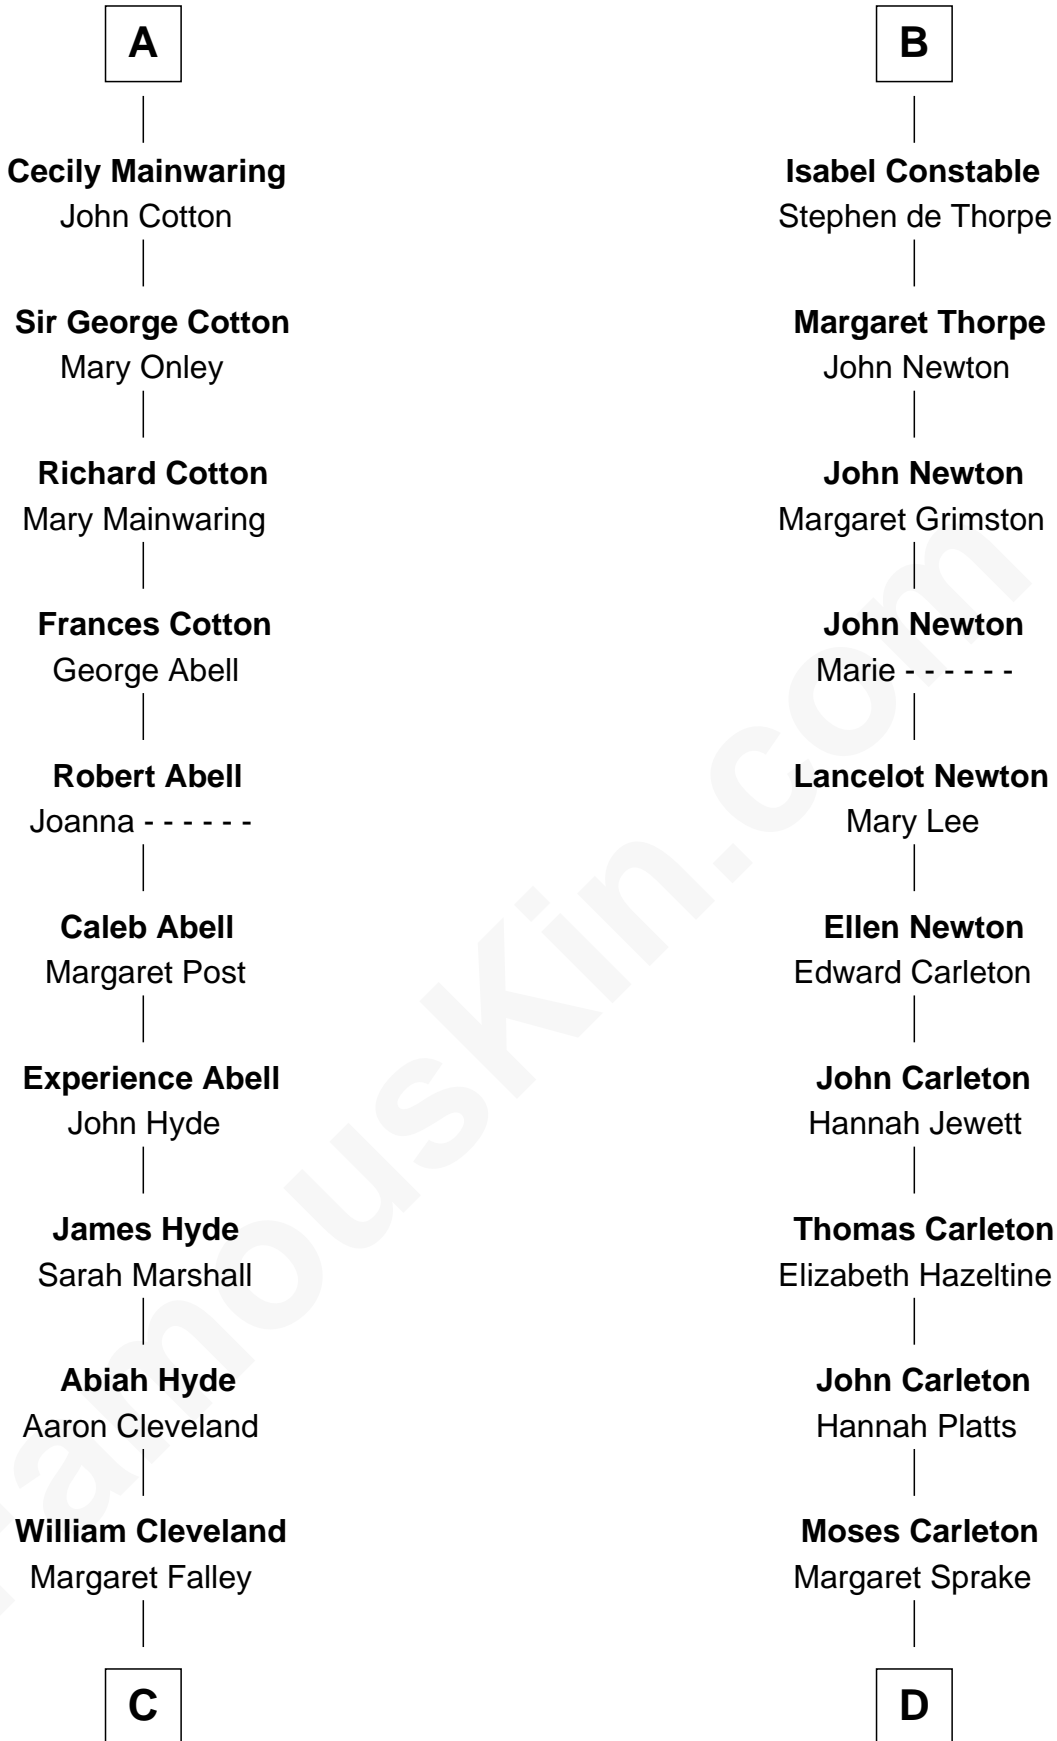 A
Cecily Mainwaring
John Cotton
Sir George Cotton
Mary Onley
Richard Cotton
Mary Mainwaring
Frances Cotton
George Abell
Robert Abell
Joanna - - - - - -
Caleb Abell
Margaret Post
Experience Abell
John Hyde
James Hyde
Sarah Marshall
Abiah Hyde
Aaron Cleveland
William Cleveland
Margaret Falley
C
B
Isabel Constable
Stephen de Thorpe
Margaret Thorpe
John Newton
John Newton
Margaret Grimston
John Newton
Marie - - - - - -
Lancelot Newton
Mary Lee
Ellen Newton
Edward Carleton
John Carleton
Hannah Jewett
Thomas Carleton
Elizabeth Hazeltine
John Carleton
Hannah Platts
Moses Carleton
Margaret Sprake
D
FamousKin.com